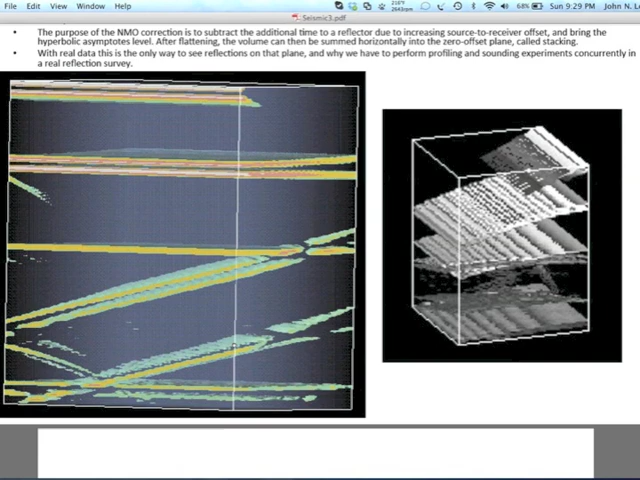 File Edit View Window Help
216°F
2643rpm
68%
Sun 9:29 PM
John N. L
Seismic3.pdf
• The purpose of the NMO correction is to subtract the additional time to a reflector due to increasing source-to-receiver offset, and bring the
hyperbolic asymptotes level. After flattening, the volume can then be summed horizontally into the zero-offset plane, called stacking.
• With real data this is the only way to see reflections on that plane, and why we have to perform profiling and sounding experiments concurrently in
a real reflection survey.